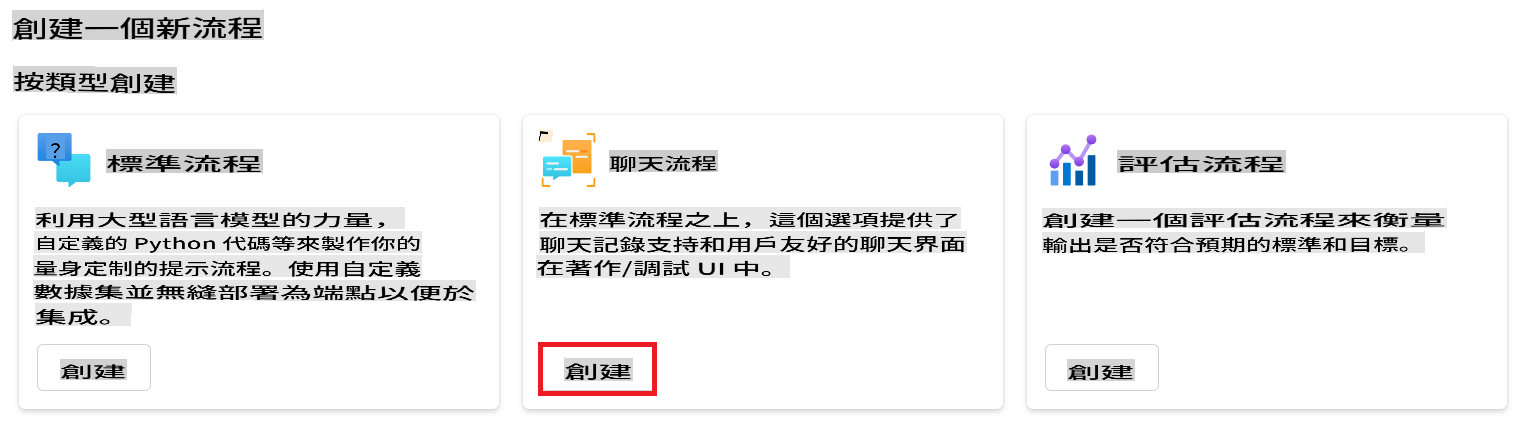 創建一個新流程
按類型創建
標準流程
利用大型語言模型的力量，
自定義的 Python 代碼等來製作你的
量身定制的提示流程。使用自定義
數據集並無縫部署為端點以便於
集成。
創建
聊天流程
在標準流程之上，這個選項提供了
聊天記錄支持和用戶友好的聊天界面
在著作/調試 UI 中。
創建
評估流程
創建一個評估流程來衡量
輸出是否符合預期的標準和目標。
創建